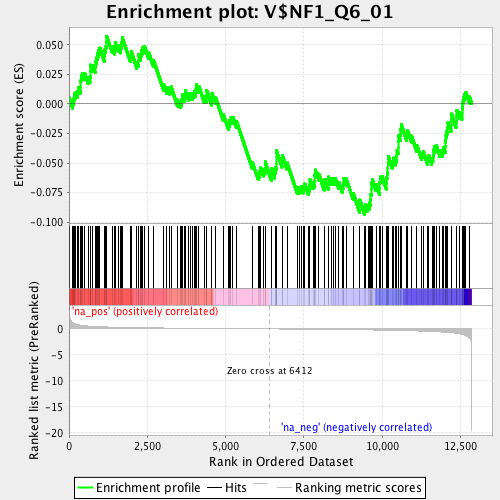 Enrichment plot: V$NF1_Q6_01
Enrichment score (ES)
0.050
0.025
0.000
-0.025
-0.050
-0.075
-0.100
'na_pos' (positively correlated)
Ranked list metric (PreRanked)
0
-5
-10
-15
-20
Zero cross at 6412
'na_neg' (negatively correlated)
0
2,500
5,000
7,500
10,000
12,500
Rank in Ordered Dataset
Enrichment profile
Hits
Ranking metric scores